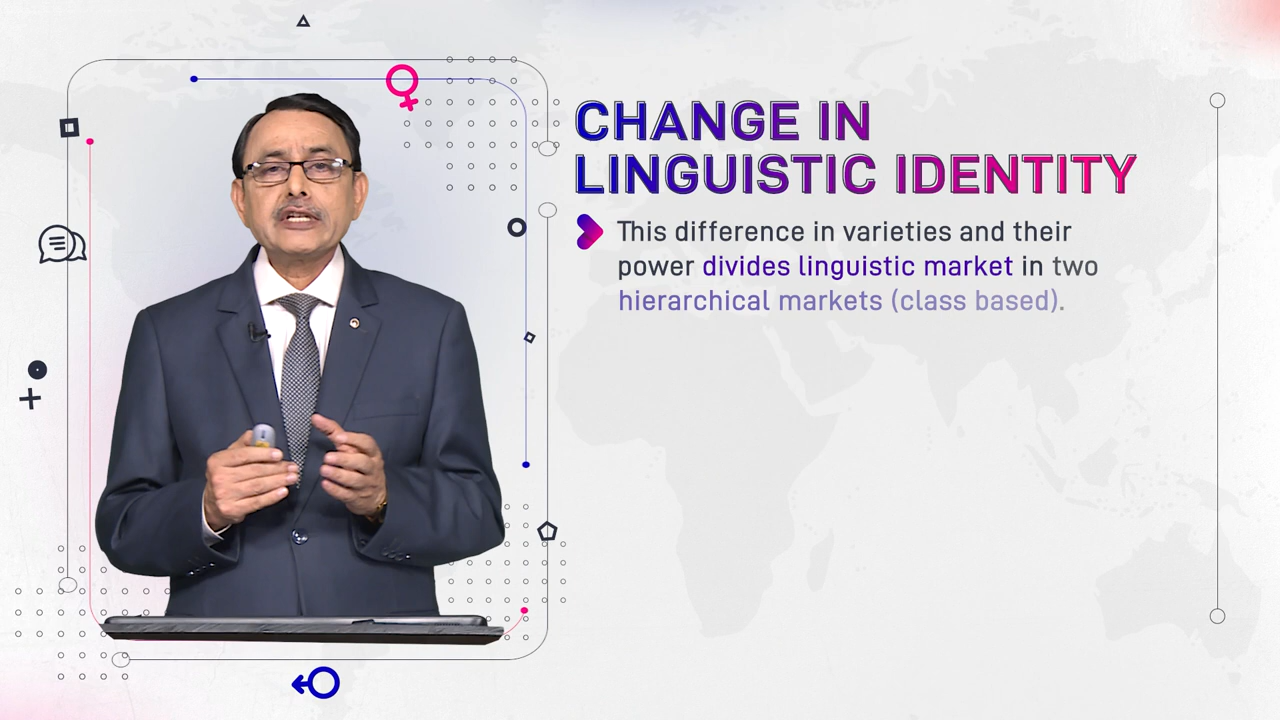 CHANGE IN
LINGUISTIC IDENTITY
This difference in varieties and their
power divides linguistic market in two
hierarchical markets (class based).